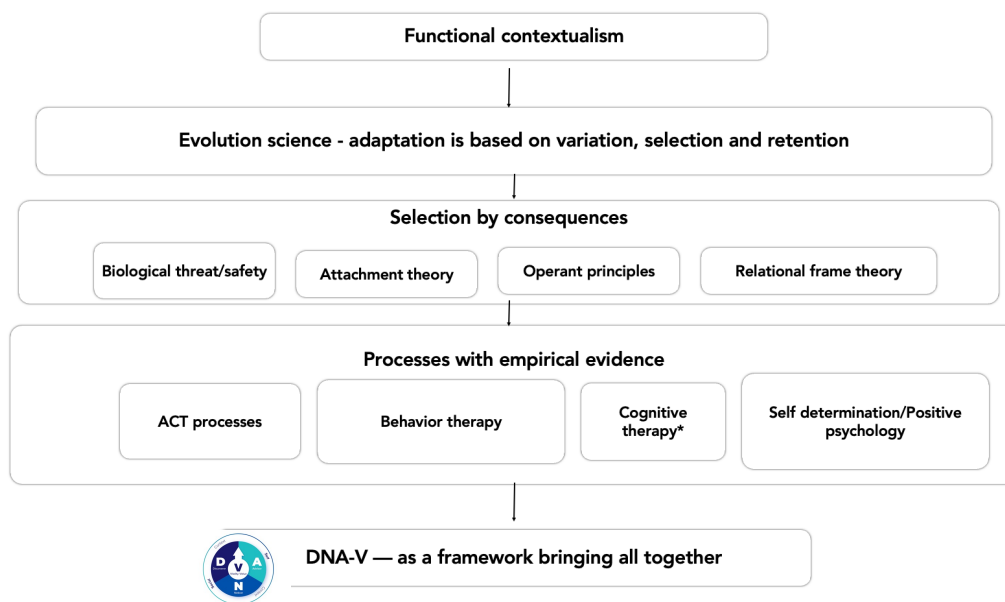 Functional contextualism
Evolution science - adaptation is based on variation, selection and retention
Selection by consequences
Biological threat/safety
Attachment theory
Operant principles
Relational frame theory
Processes with empirical evidence
ACT processes
Behavior therapy
Cognitive
therapy*
Self determination/Positive
psychology
D
A
V
N
DNA-V — as a framework bringing all together